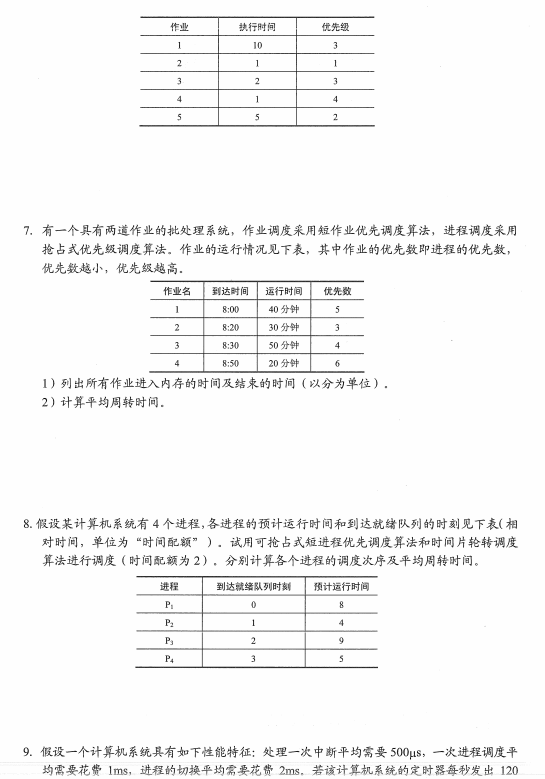 作业 执行时间 优先级
1 10 3
2 1 1
3 2 3
4 1 4
5 5 2
7. 有一个具有两道作业的批处理系统，作业调度采用短作业优先调度算法，进程调度采用
抢占式优先级调度算法。作业的运行情况见下表，其中作业的优先数即进程的优先数，
优先数越小，优先级越高。
作业名 到达时间 运行时间 优先数
1 8:00 40 分钟 5
2 8:20 30 分钟 3
3 8:30 50 分钟 4
4 8:50 20 分钟 6
1）列出所有作业进入内存的时间及结束的时间（以分为单位）。
2）计算平均周转时间。
8. 假设某计算机系统有 4 个进程，各进程的预计运行时间和到达就绪队列的时刻见下表（相
对时间，单位为“时间配额”）。试用可抢占式短进程优先调度算法和时间片轮转调度
算法进行调度（时间配额为 2）。分别计算各个进程的调度次序及平均周转时间。
进程 到达就绪队列时刻 预计运行时间
P₁ 0 8
P₂ 1 4
P₃ 2 9
P₄ 3 5
9. 假设一个计算机系统具有如下性能特征：处理一次中断平均需要 500μs，一次进程调度平
均需要花费 1ms，进程的切换平均需要花费 2ms。若该计算机系统的定时器每秒发出 120